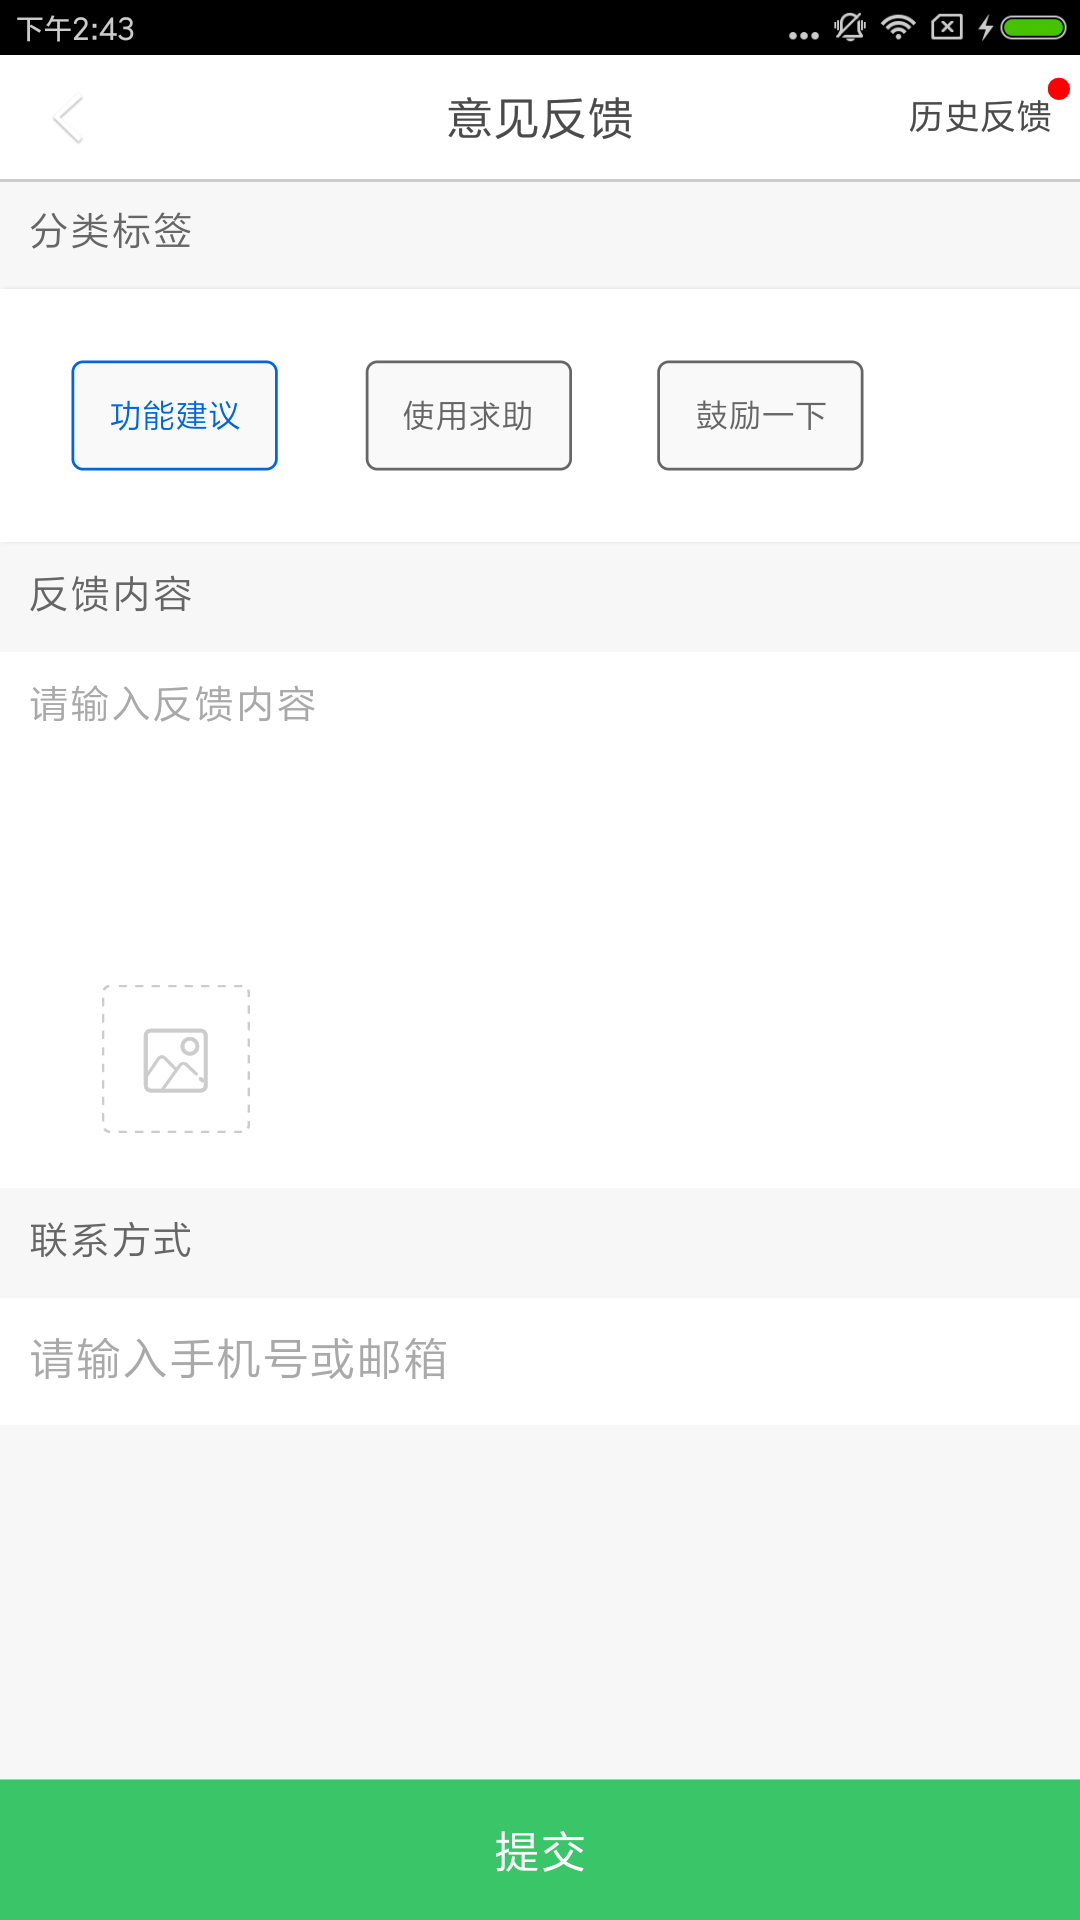 下午2:43
意见反馈
历史反馈
分类标签
功能建议 使用求助 鼓励一下
反馈内容
请输入反馈内容
联系方式
请输入手机号或邮箱
提交